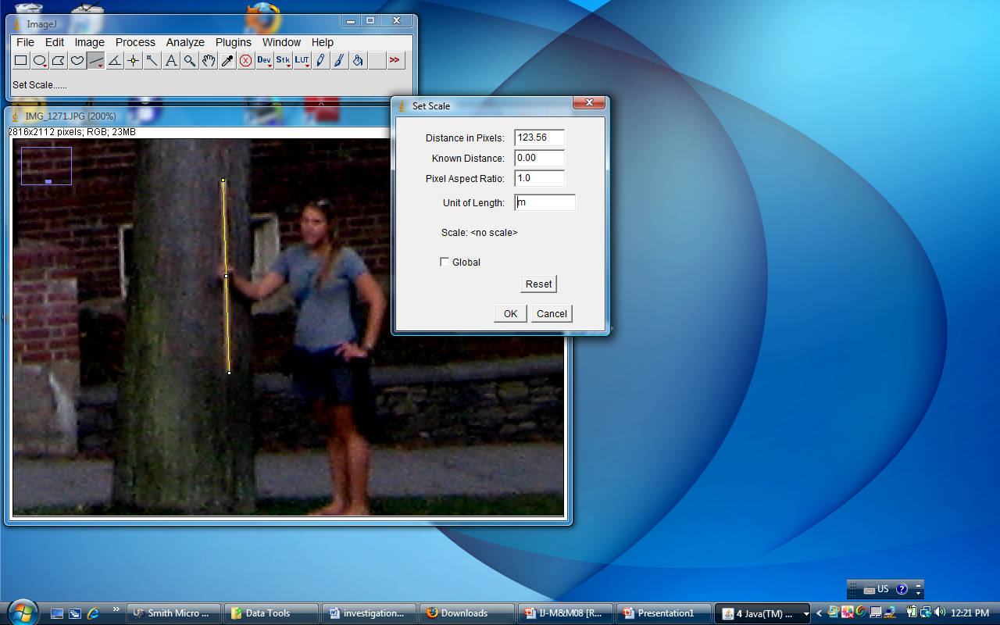 ImageJ
File Edit Image Process Analyze Plugins Window Help
A Dev Stk LUT >>
Set Scale......
IMG_1271.JPG (200%)
2816x2112 pixels; RGB; 23MB
Set Scale
Distance in Pixels: 123.56
Known Distance: 0.00
Pixel Aspect Ratio: 1.0
Unit of Length: m
Scale: <no scale>
Global
Reset
OK Cancel
US ?
» Smith Micro ... Data Tools investigation... Downloads IJ-M&M08 [R... Presentation1 4 Java(TM) ... < 12:21 PM